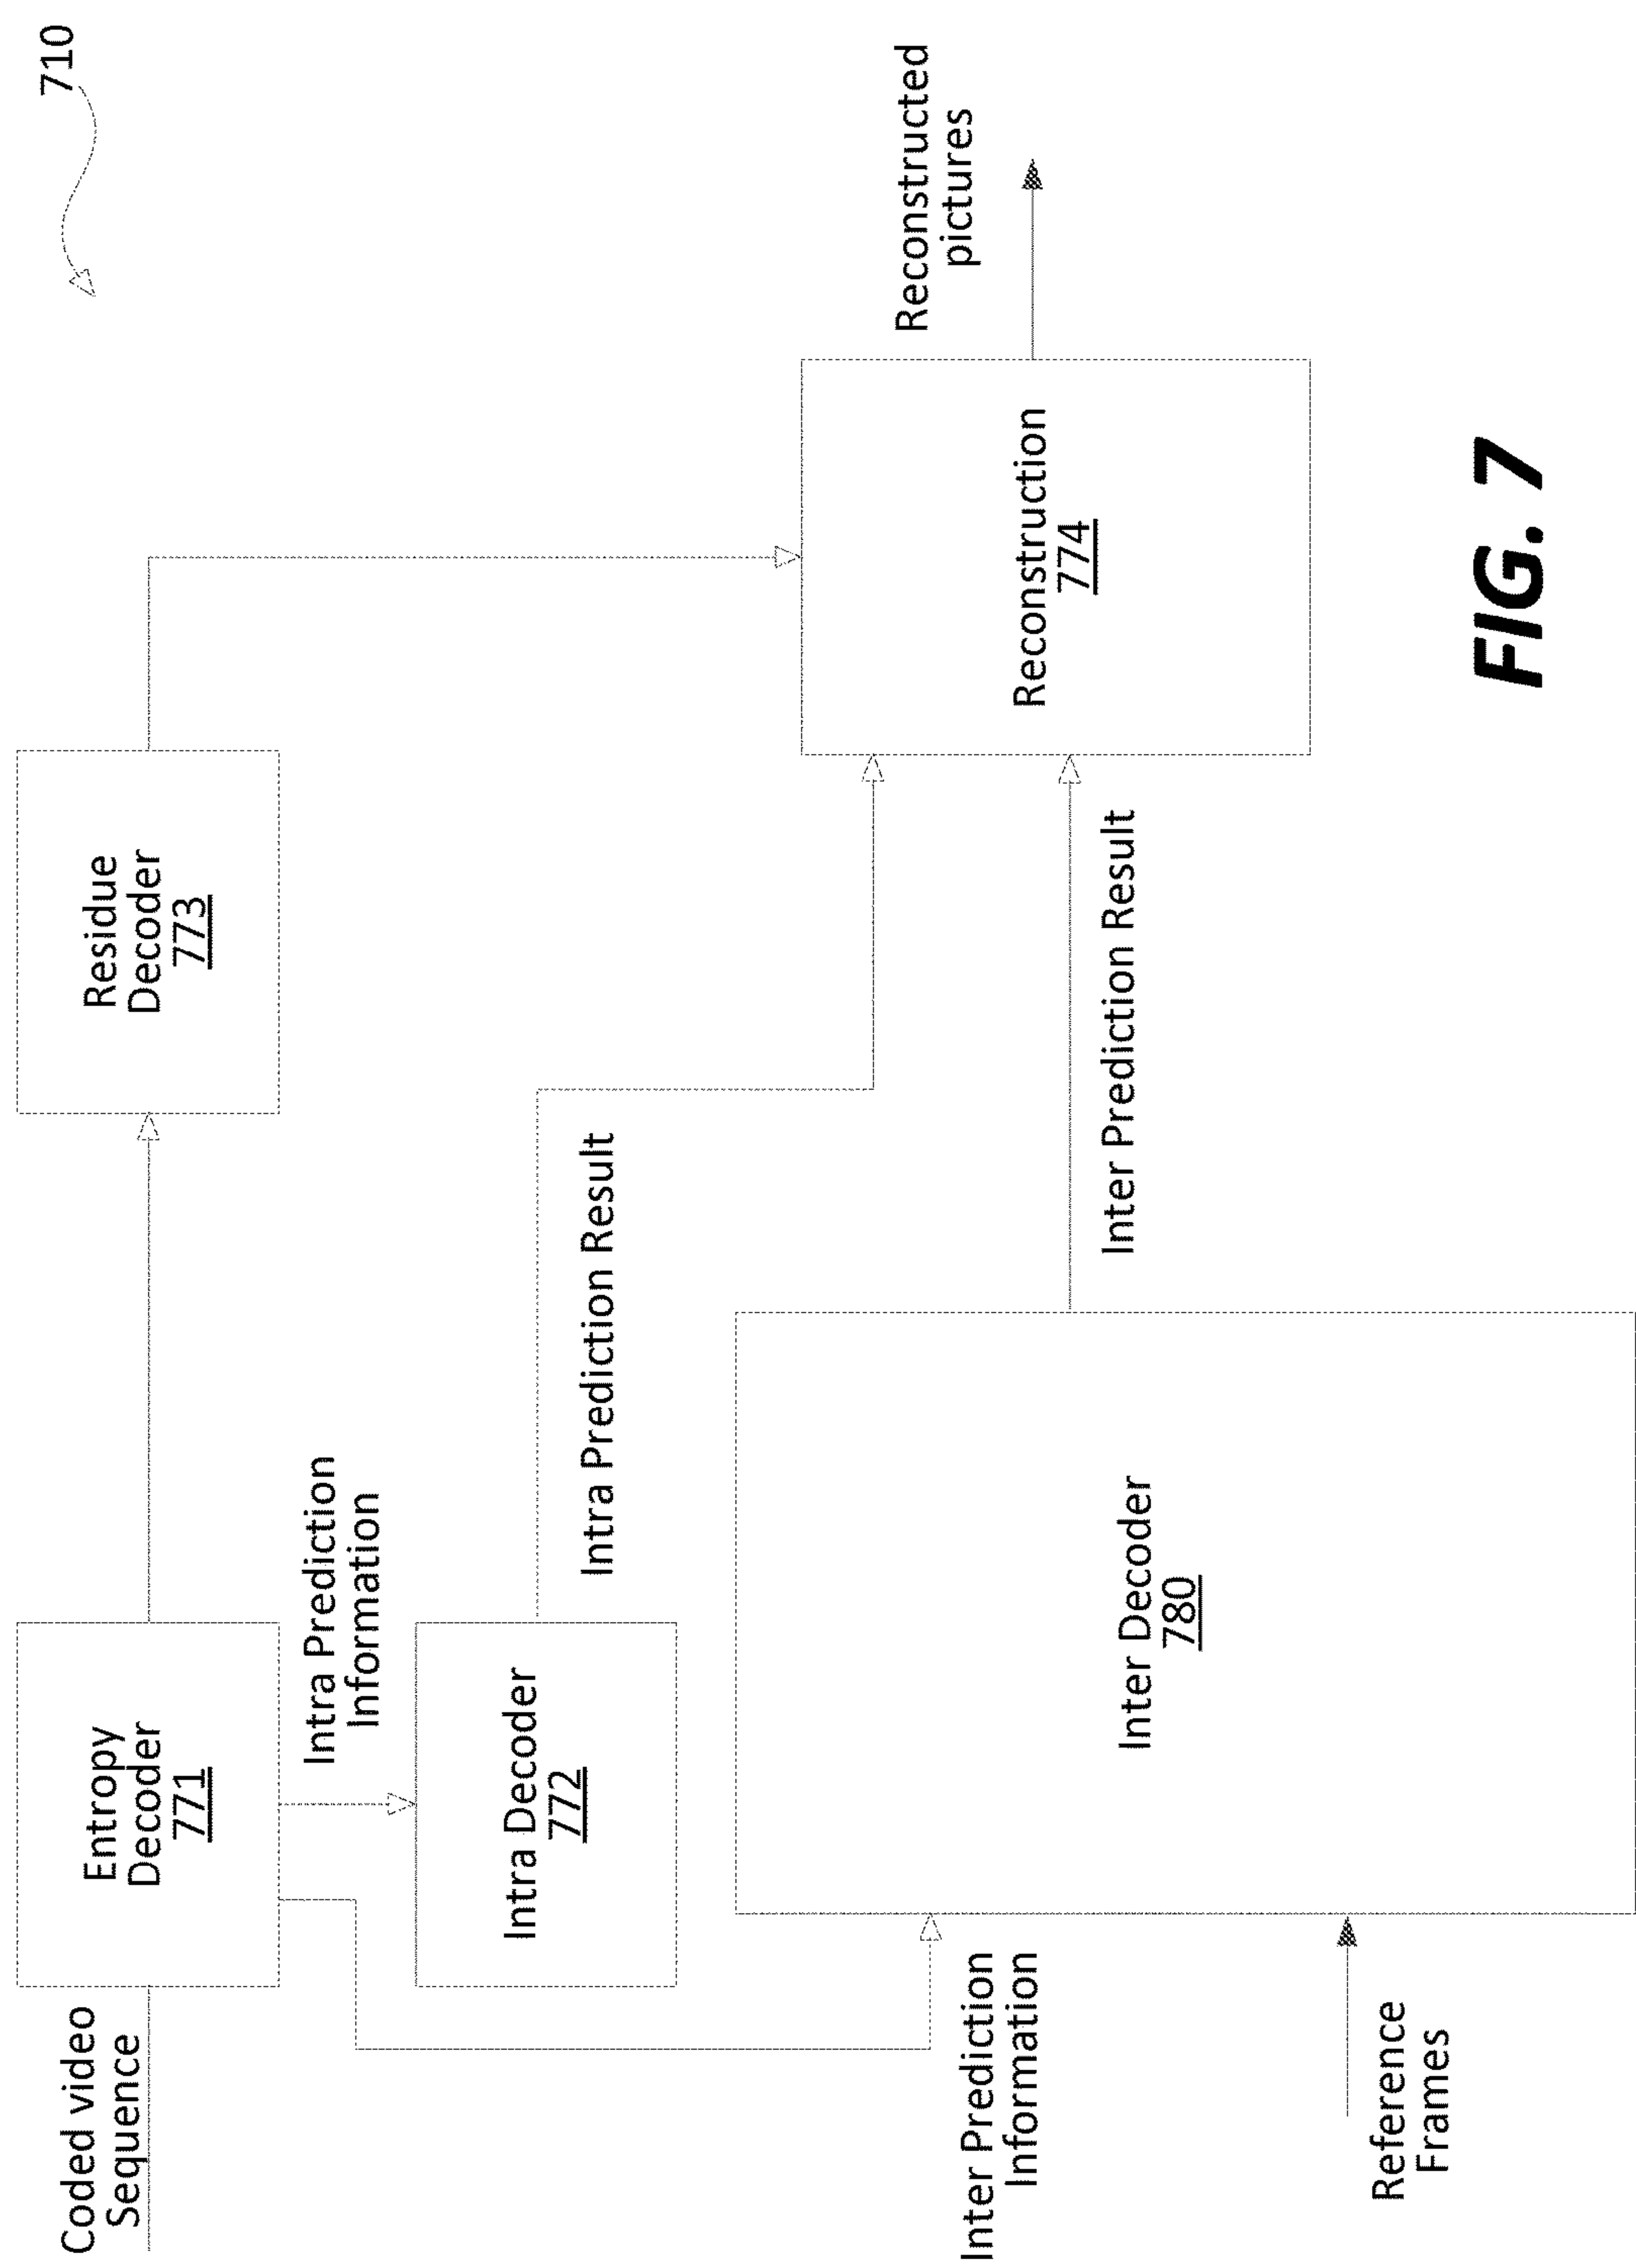 710
Coded video
Sequence
Entropy
Decoder
771
Residue
Decoder
773
Intra Prediction
Information
Intra Decoder
772
Intra Prediction Result
Reconstructed
pictures
Reconstruction
774
Inter Prediction
Information
Inter Decoder
780
Inter Prediction Result
Reference
Frames
FIG. 7